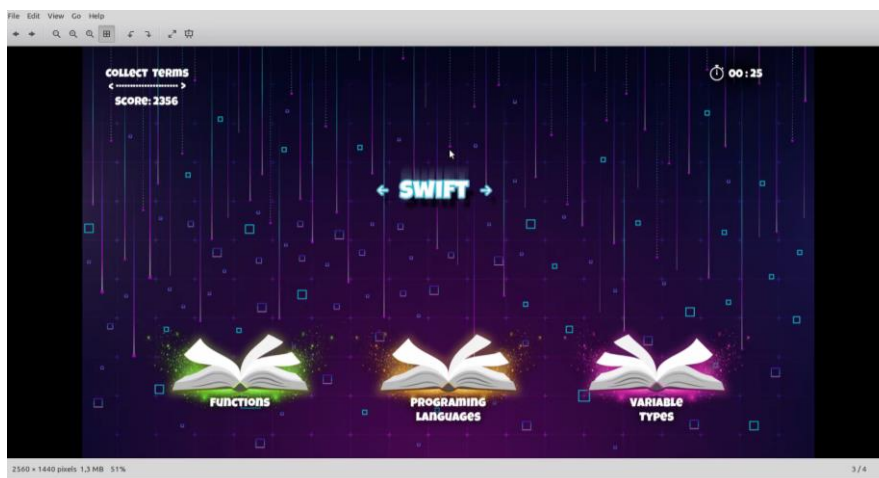 File Edit View Go Help
COLLECT TERMS
SCORE: 2356
00:25
← SWIFT →
FUNCTIONS
PROGRAMING
LANGUAGES
VARIABLE
TYPES
2560 × 1440 pixels 1,3 MB 51%
3 / 4